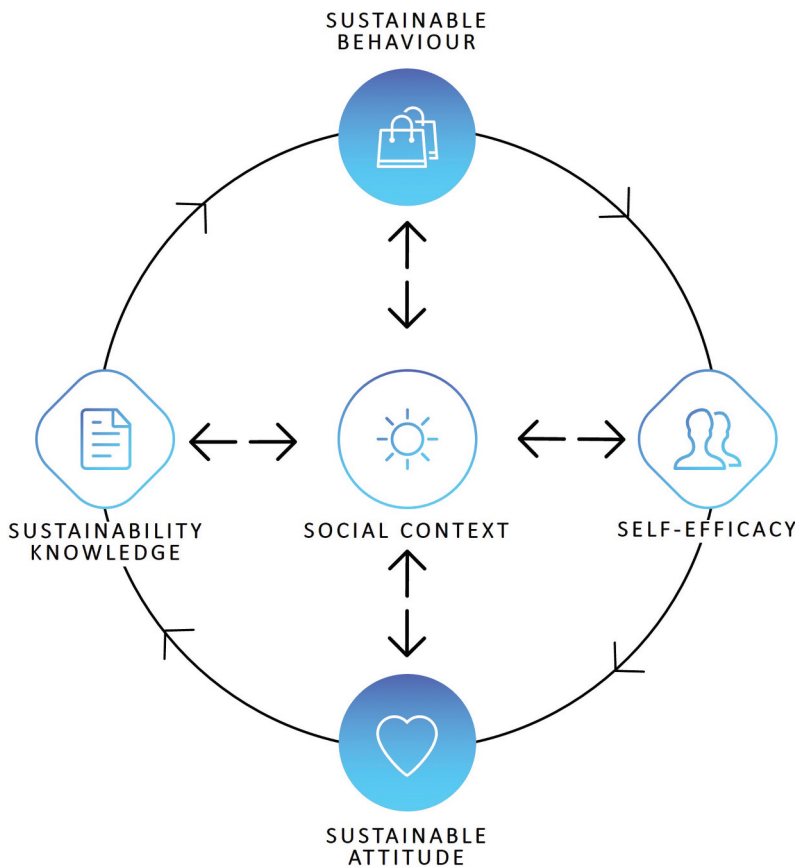 SUSTAINABLE
BEHAVIOUR
SUSTAINABILITY
KNOWLEDGE
SOCIAL CONTEXT
SELF-EFFICACY
SUSTAINABLE
ATTITUDE